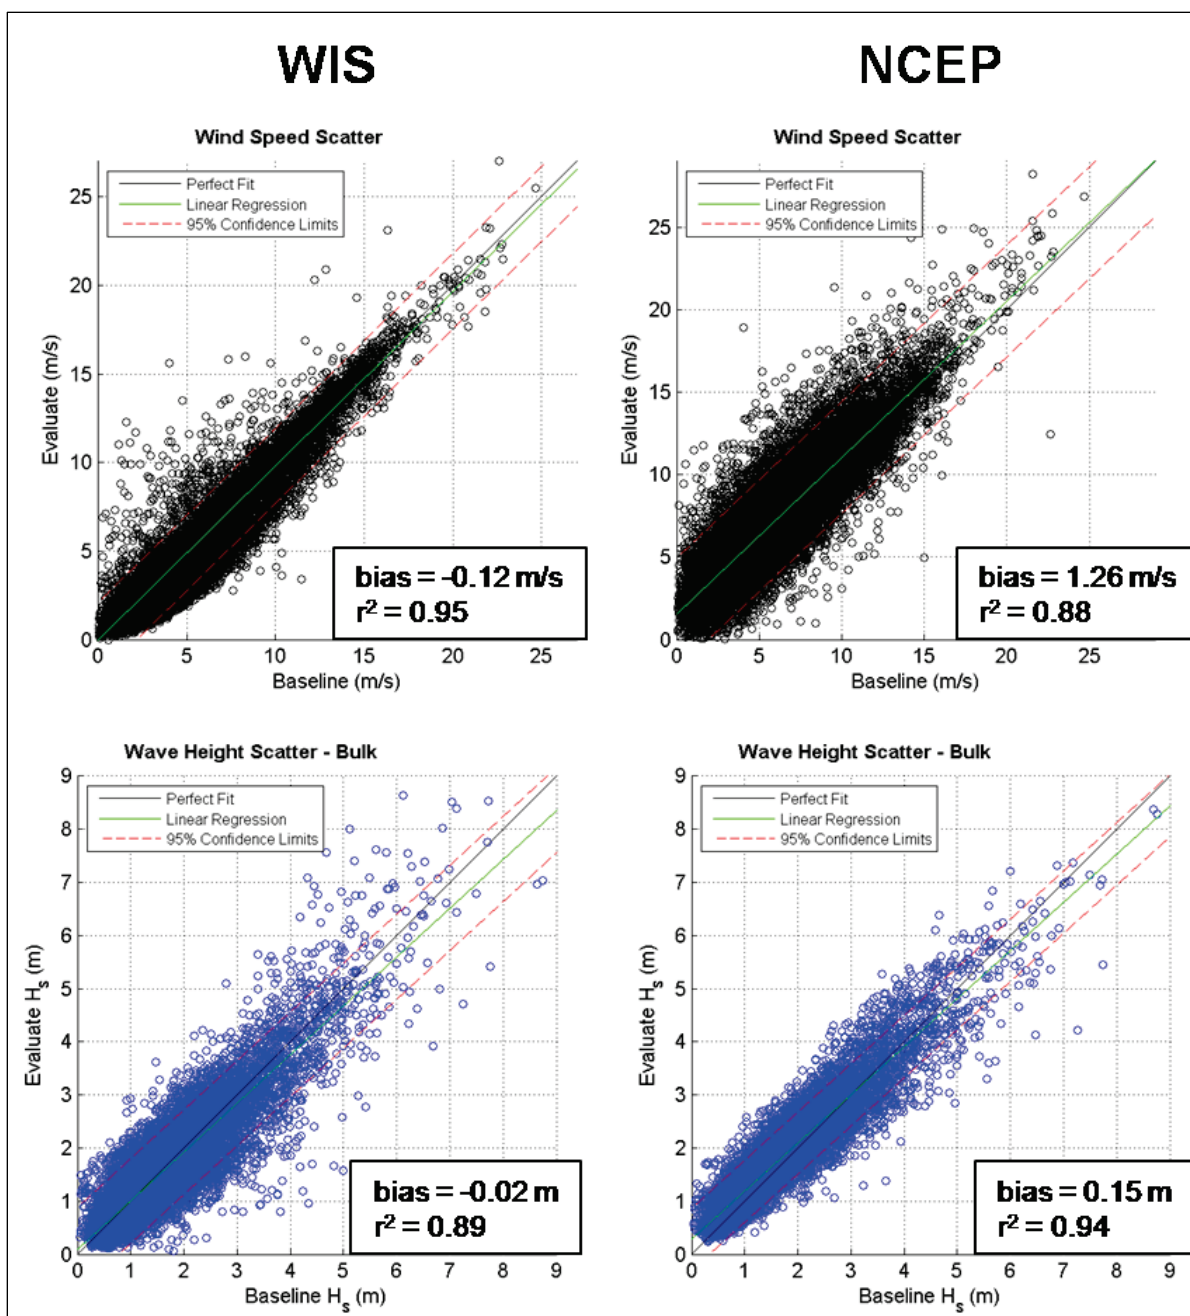 WIS
NCEP
Wind Speed Scatter
Perfect Fit
Linear Regression
95% Confidence Limits
25
20
15
10
5
0
Evaluate (m/s)
bias = -0.12 m/s
r² = 0.95
0 5 10 15 20 25
Baseline (m/s)
Wind Speed Scatter
Perfect Fit
Linear Regression
95% Confidence Limits
25
20
15
10
5
0
Evaluate (m/s)
bias = 1.26 m/s
r² = 0.88
0 5 10 15 20 25
Baseline (m/s)
Wave Height Scatter - Bulk
Perfect Fit
Linear Regression
95% Confidence Limits
9
8
7
6
5
4
3
2
1
0
Evaluate Hs (m)
bias = -0.02 m
r² = 0.89
0 1 2 3 4 5 6 7 8 9
Baseline Hs (m)
Wave Height Scatter - Bulk
Perfect Fit
Linear Regression
95% Confidence Limits
9
8
7
6
5
4
3
2
1
0
Evaluate Hs (m)
bias = 0.15 m
r² = 0.94
0 1 2 3 4 5 6 7 8 9
Baseline Hs (m)